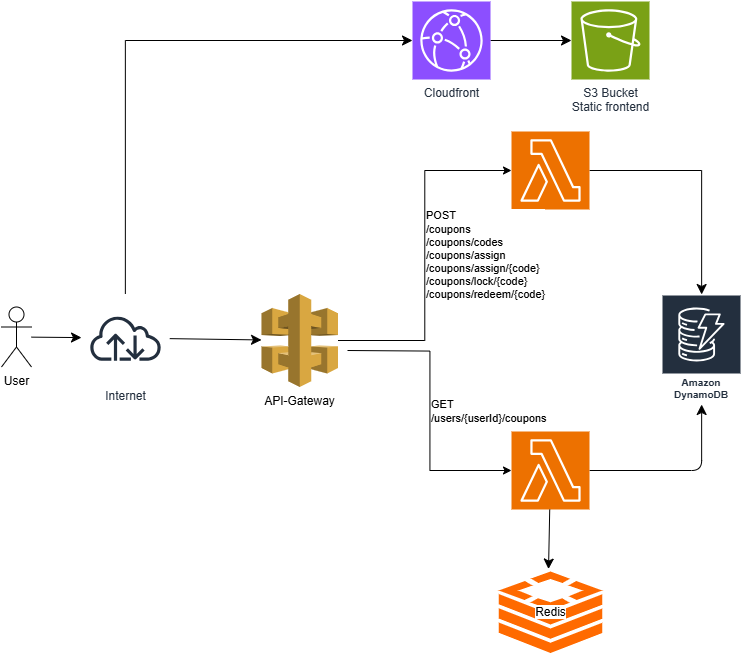 Cloudfront
S3 Bucket
Static frontend
POST
/coupons
/coupons/codes
/coupons/assign
/coupons/assign/{code}
/coupons/lock/{code}
/coupons/redeem/{code}
User
Internet
API-Gateway
Amazon
DynamoDB
GET
/users/{userId}/coupons
Redis